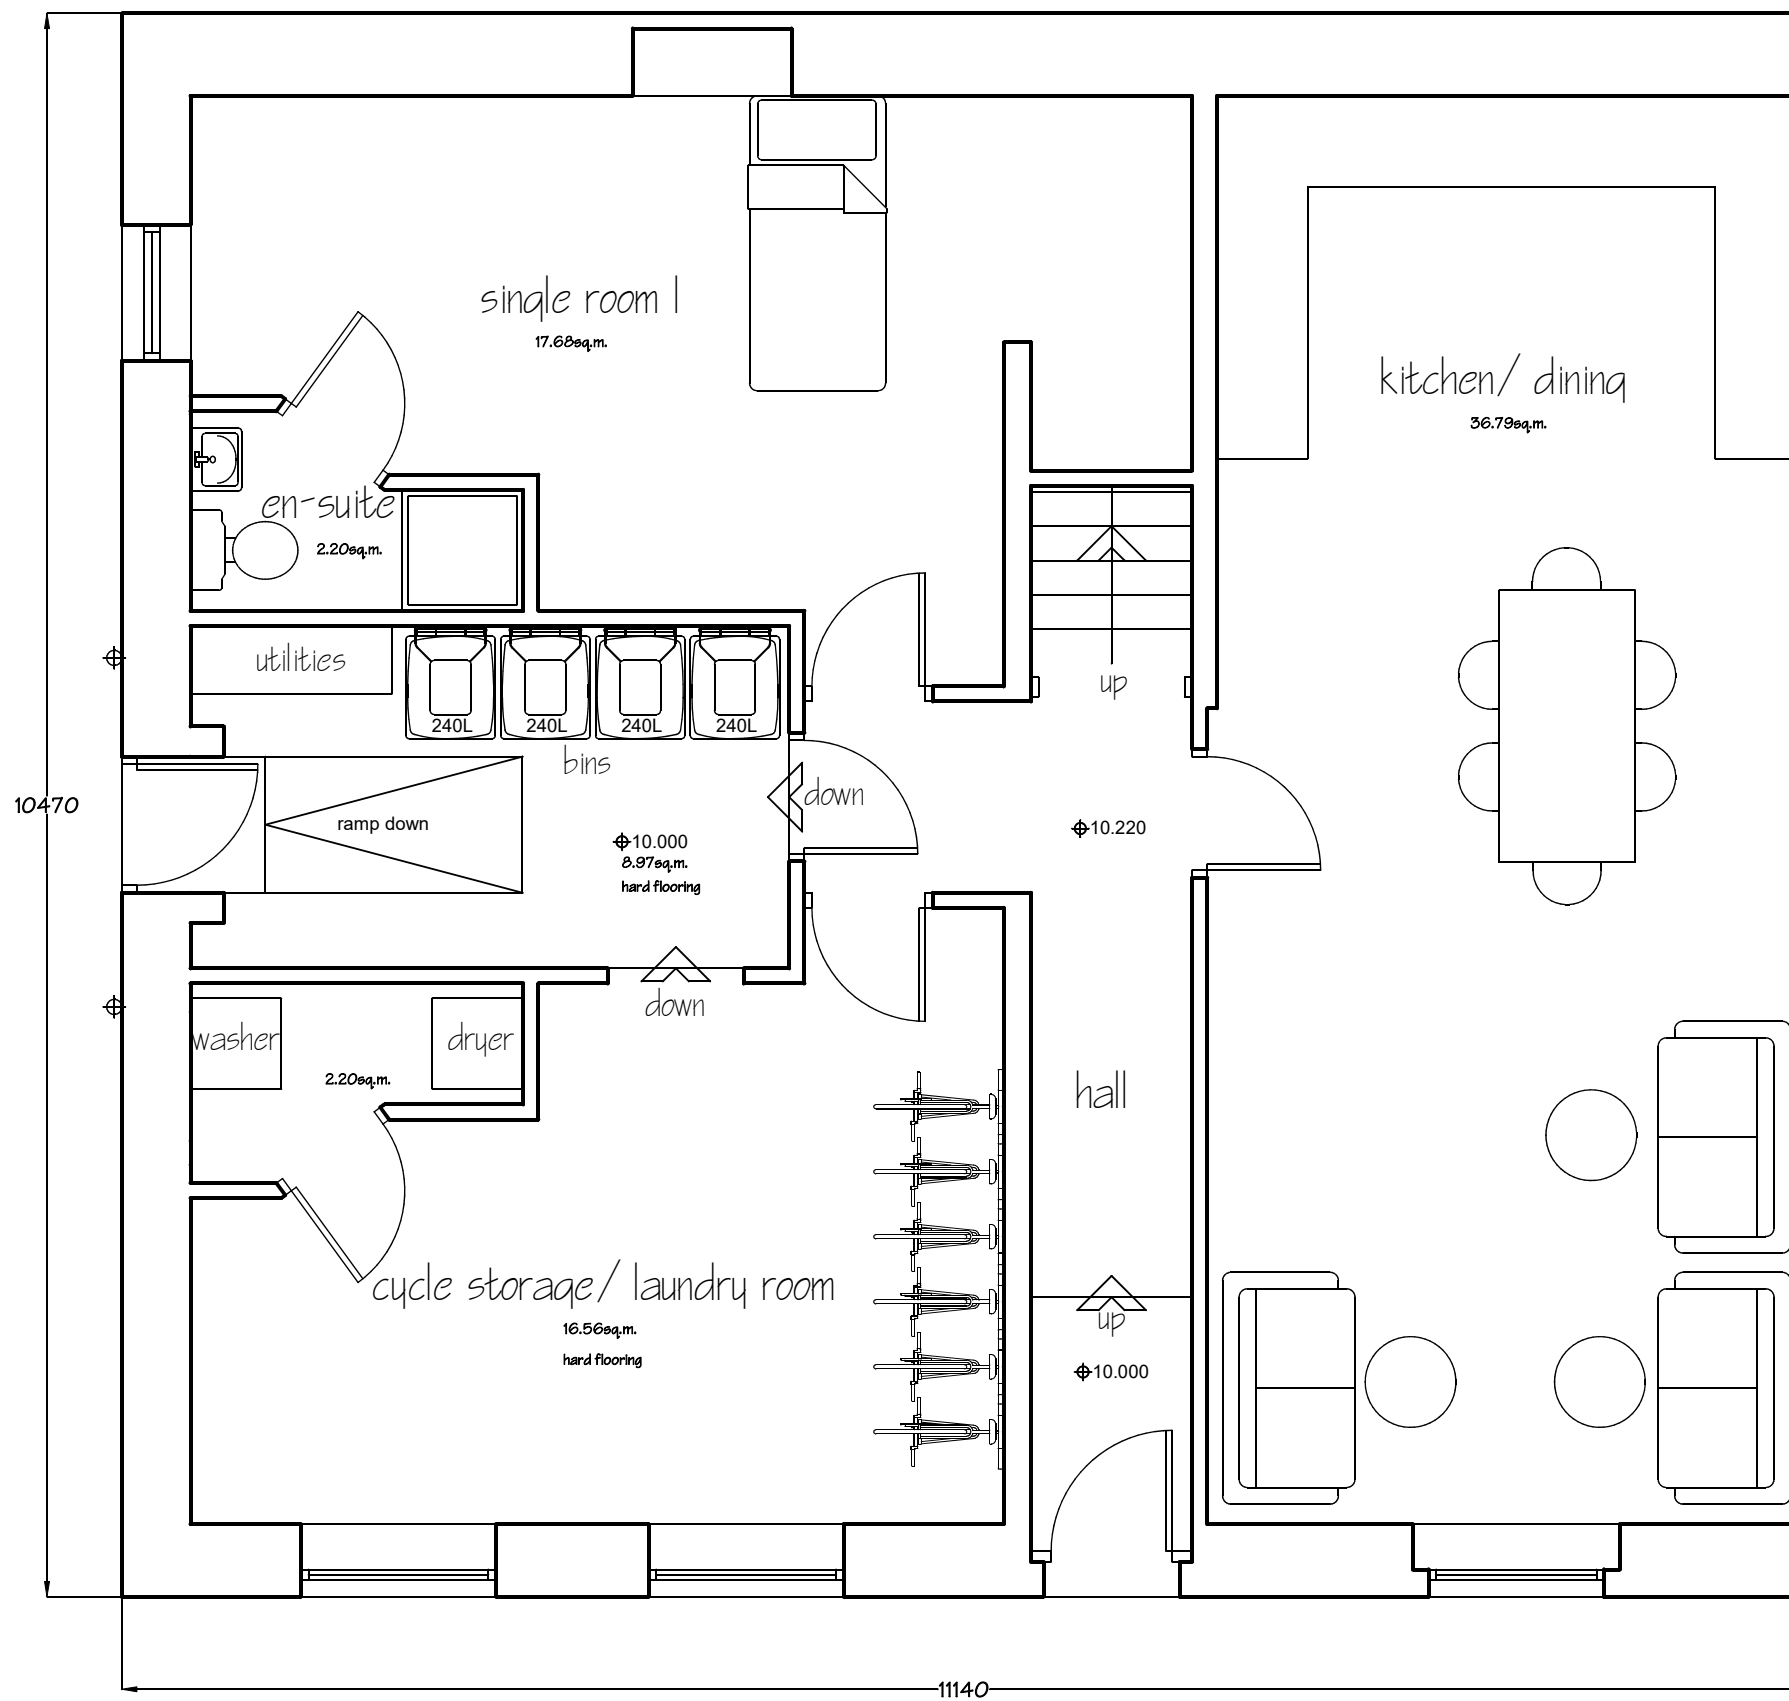 single room 1
17.68sq.m.
kitchen/ dining
36.79sq.m.
en-suite
2.20sq.m.
utilities
up
240L
240L
240L
240L
bins
down
10470
ramp down
10.000
8.97sq.m.
hard flooring
10.220
down
washer
dryer
2.20sq.m.
hall
cycle storage/ laundry room
16.56sq.m.
hard flooring
up
10.000
11140